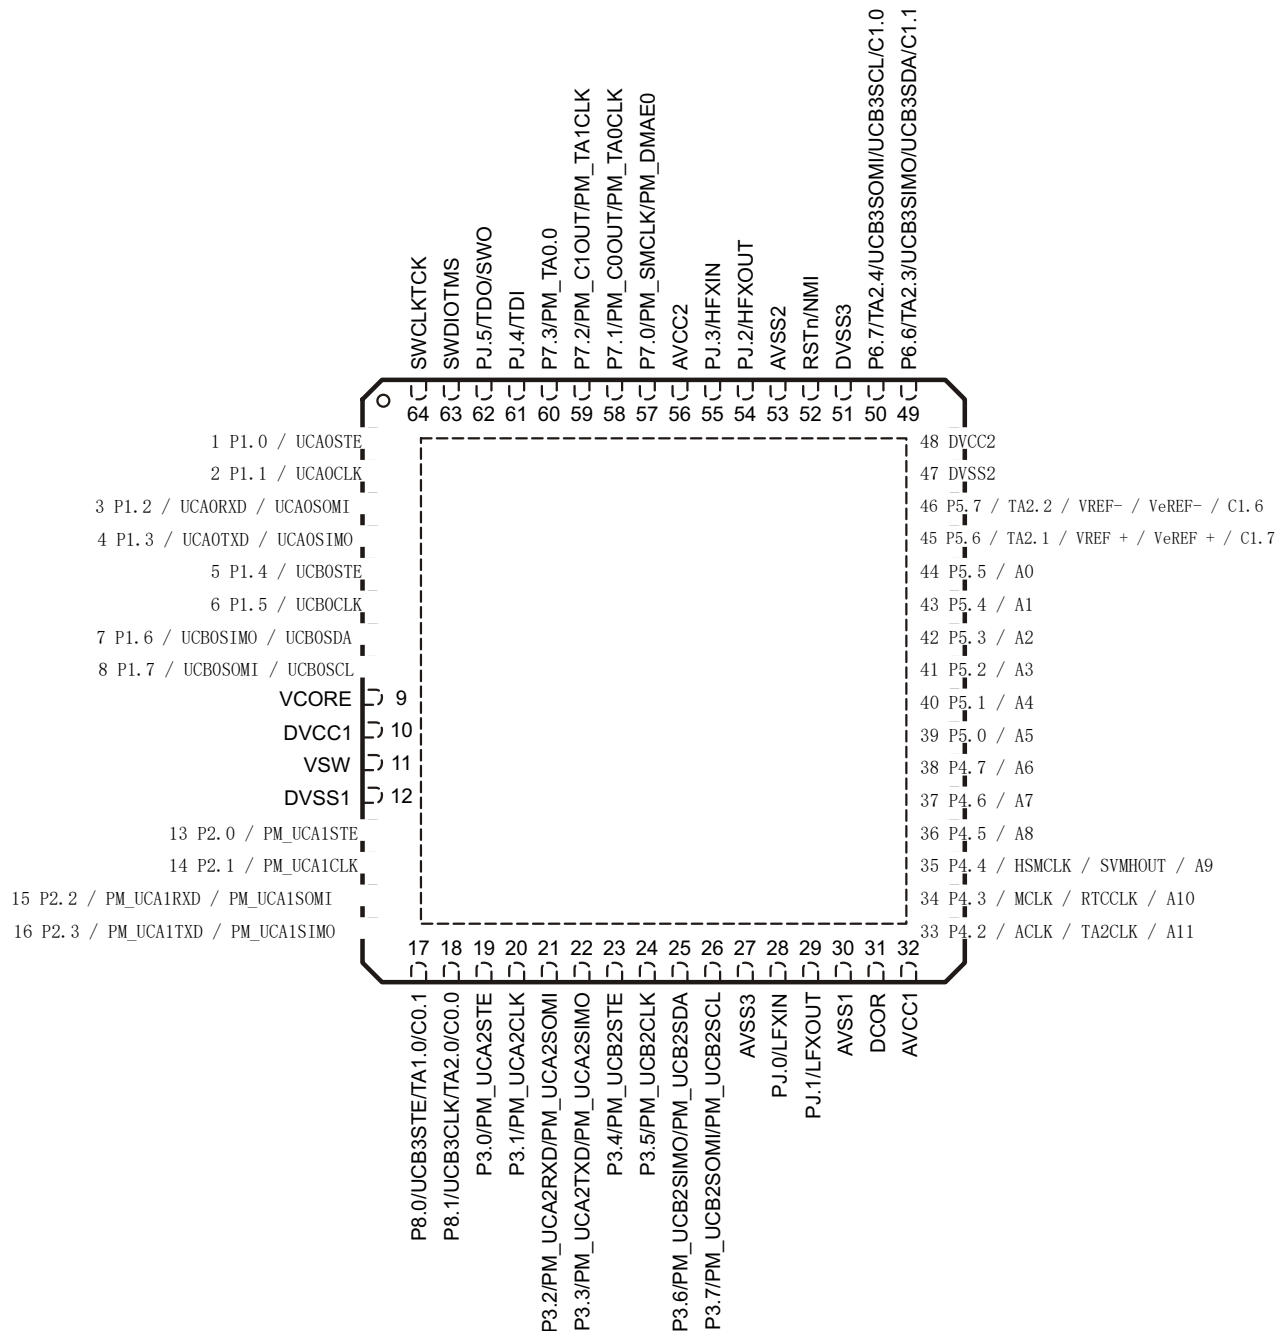 SWCLKTCK
SWDIOTMS
PJ.5/TDO/SWO
PJ.4/TDI
P7.3/PM_TA0.0
P7.2/PM_C1OUT/PM_TA1CLK
P7.1/PM_C0OUT/PM_TA0CLK
P7.0/PM_SMCLK/PM_DMAE0
AVCC2
PJ.3/HFXIN
PJ.2/HFXOUT
AVSS2
RSTn/NMI
DVSS3
P6.7/TA2.4/UCB3SOMI/UCB3SCL/C1.0
P6.6/TA2.3/UCB3SIMO/UCB3SDA/C1.1
64 63 62 61 60 59 58 57 56 55 54 53 52 51 50 49
1 P1.0 / UCA0STE
2 P1.1 / UCA0CLK
3 P1.2 / UCA0RXD / UCA0SOMI
4 P1.3 / UCA0TXD / UCA0SIMO
5 P1.4 / UCB0STE
6 P1.5 / UCB0CLK
7 P1.6 / UCB0SIMO / UCB0SDA
8 P1.7 / UCB0SOMI / UCB0SCL
VCORE 9
DVCC1 10
VSW 11
DVSS1 12
13 P2.0 / PM_UCA1STE
14 P2.1 / PM_UCA1CLK
15 P2.2 / PM_UCA1RXD / PM_UCA1SOMI
16 P2.3 / PM_UCA1TXD / PM_UCA1SIMO
48 DVCC2
47 DVSS2
46 P5.7 / TA2.2 / VREF- / VeREF- / C1.6
45 P5.6 / TA2.1 / VREF + / VeREF + / C1.7
44 P5.5 / A0
43 P5.4 / A1
42 P5.3 / A2
41 P5.2 / A3
40 P5.1 / A4
39 P5.0 / A5
38 P4.7 / A6
37 P4.6 / A7
36 P4.5 / A8
35 P4.4 / HSMCLK / SVMHOUT / A9
34 P4.3 / MCLK / RTCCLK / A10
33 P4.2 / ACLK / TA2CLK / A11
17 18 19 20 21 22 23 24 25 26 27 28 29 30 31 32
P8.0/UCB3STE/TA1.0/C0.1
P8.1/UCB3CLK/TA2.0/C0.0
P3.0/PM_UCA2STE
P3.1/PM_UCA2CLK
P3.2/PM_UCA2RXD/PM_UCA2SOMI
P3.3/PM_UCA2TXD/PM_UCA2SIMO
P3.4/PM_UCB2STE
P3.5/PM_UCB2CLK
P3.6/PM_UCB2SIMO/PM_UCB2SDA
P3.7/PM_UCB2SOMI/PM_UCB2SCL
AVSS3
PJ.0/LFXIN
PJ.1/LFXOUT
AVSS1
DCOR
AVCC1